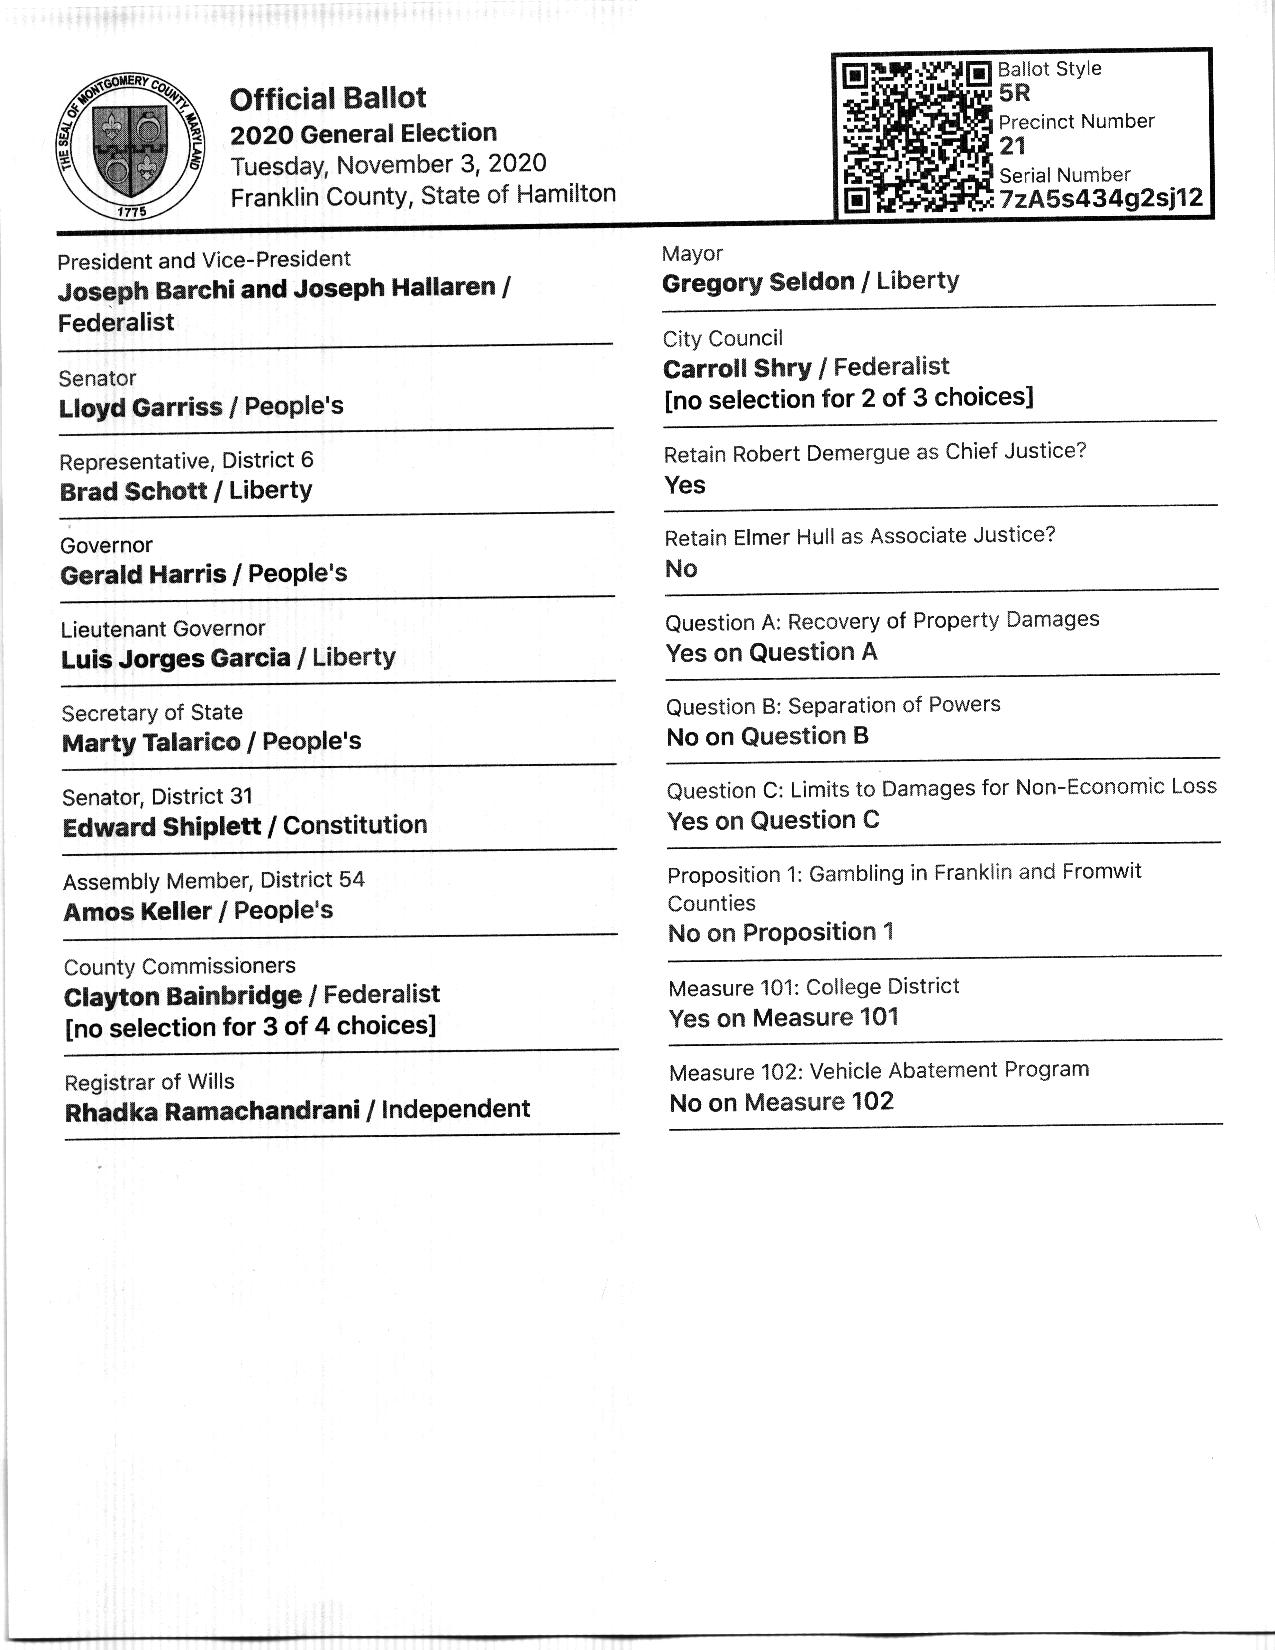 THE SEAL OF MONTGOMERY COUNTY, MARYLAND
1775
Official Ballot
2020 General Election
Tuesday, November 3, 2020
Franklin County, State of Hamilton
Ballot Style
5R
Precinct Number
21
Serial Number
7zA5s434g2sj12
President and Vice-President
Joseph Barchi and Joseph Hallaren /
Federalist
Senator
Lloyd Garriss / People's
Representative, District 6
Brad Schott / Liberty
Governor
Gerald Harris / People's
Lieutenant Governor
Luis Jorges Garcia / Liberty
Secretary of State
Marty Talarico / People's
Senator, District 31
Edward Shiplett / Constitution
Assembly Member, District 54
Amos Keller / People's
County Commissioners
Clayton Bainbridge / Federalist
[no selection for 3 of 4 choices]
Registrar of Wills
Rhadka Ramachandrani / Independent
Mayor
Gregory Seldon / Liberty
City Council
Carroll Shry / Federalist
[no selection for 2 of 3 choices]
Retain Robert Demergue as Chief Justice?
Yes
Retain Elmer Hull as Associate Justice?
No
Question A: Recovery of Property Damages
Yes on Question A
Question B: Separation of Powers
No on Question B
Question C: Limits to Damages for Non-Economic Loss
Yes on Question C
Proposition 1: Gambling in Franklin and Fromwit
Counties
No on Proposition 1
Measure 101: College District
Yes on Measure 101
Measure 102: Vehicle Abatement Program
No on Measure 102